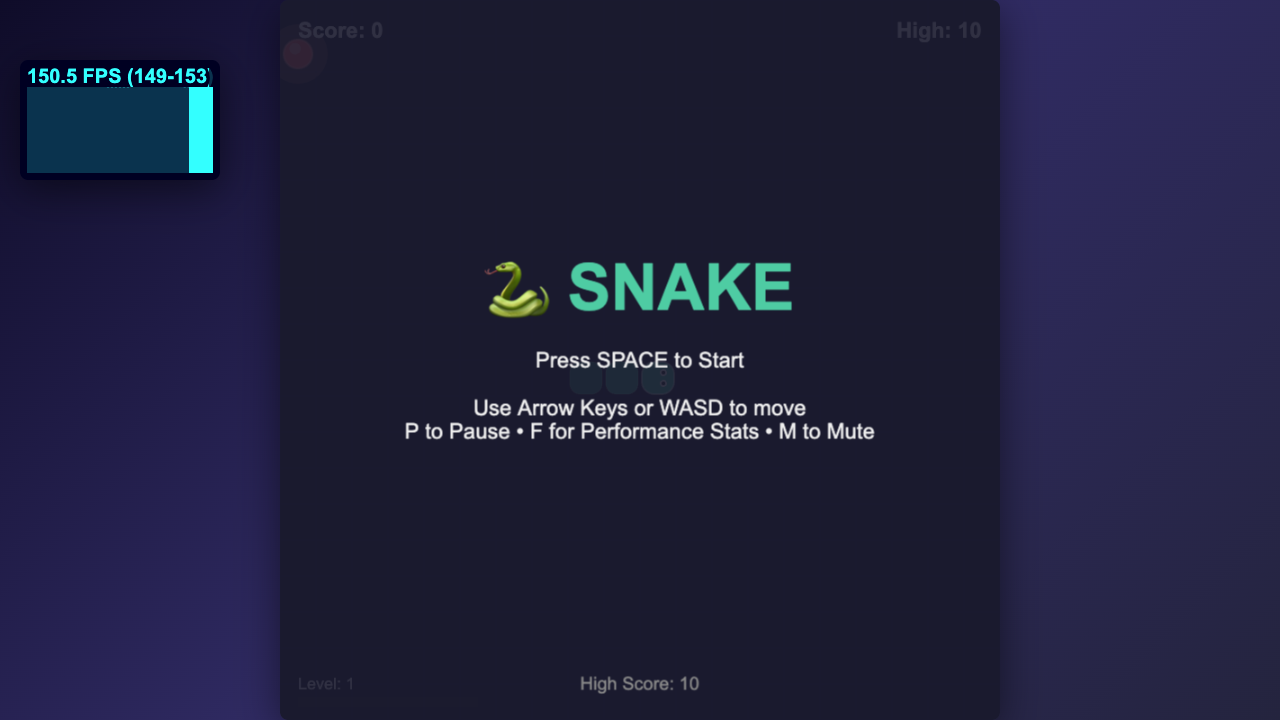 Score: 0
High: 10
150.5 FPS (149-153)
🐍 SNAKE
Press SPACE to Start
Use Arrow Keys or WASD to move
P to Pause • F for Performance Stats • M to Mute
Level: 1
High Score: 10